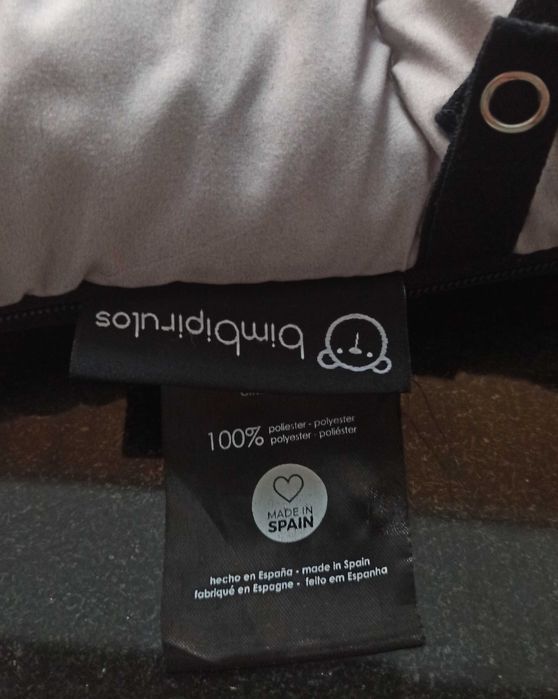 bimbipirulos
100% poliester - polyester
polyester - poliéster
MADE IN
SPAIN
hecho en España - made in Spain
fabriqué en Espagne - feito em Espanha